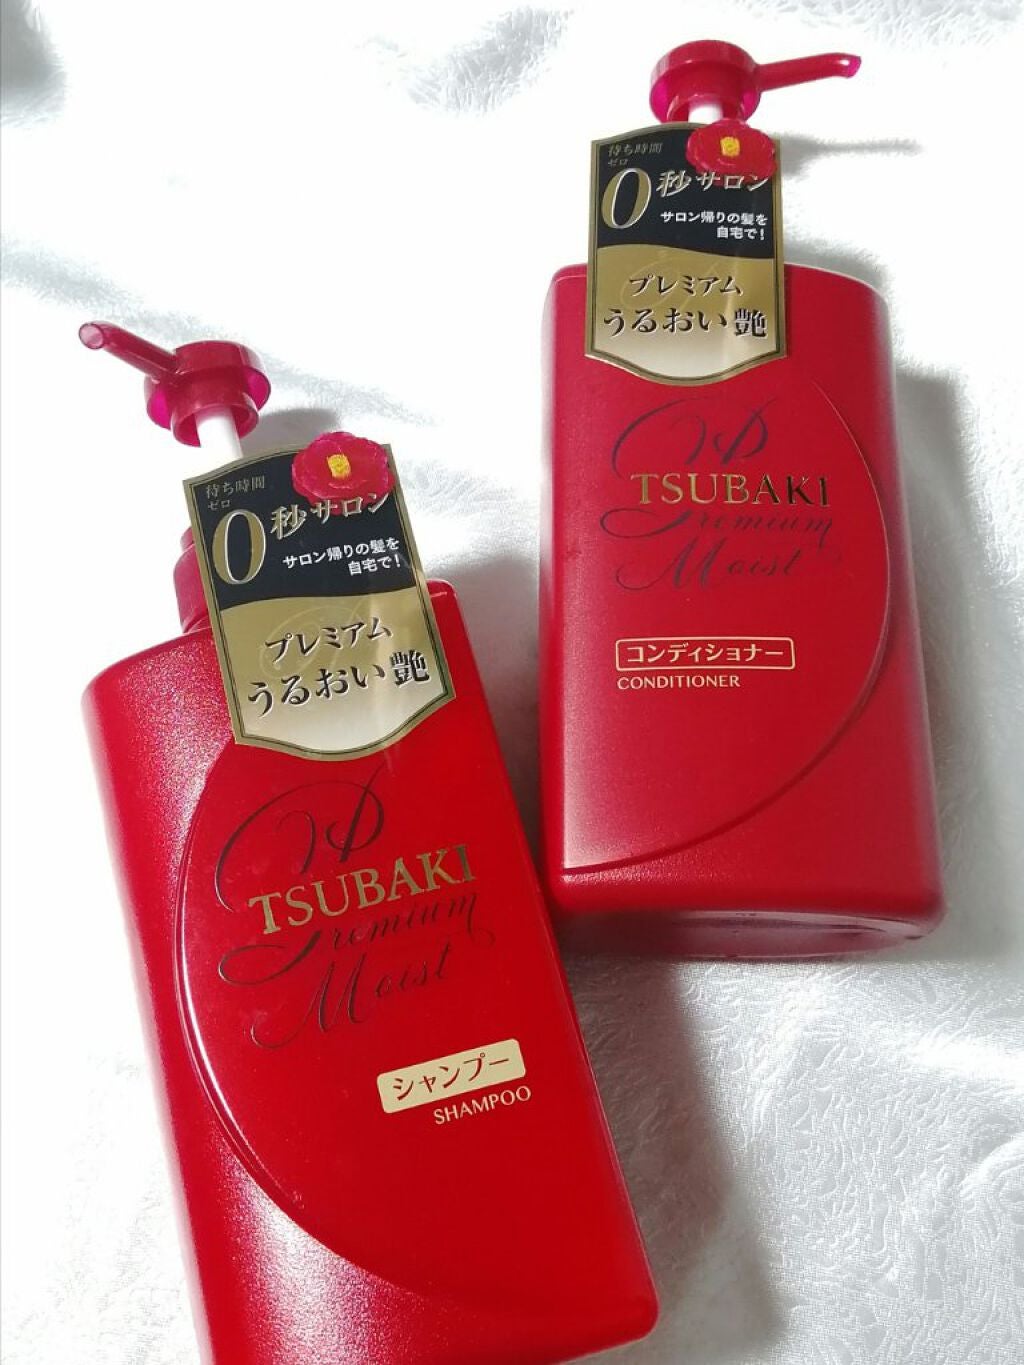 待ち時間
ゼロ
0秒サロン
サロン帰りの髪を
自宅で!
プレミアム
うるおい艶
TSUBAKI
Premium
Moist
コンディショナー
CONDITIONER
待ち時間
ゼロ
0秒サロン
サロン帰りの髪を
自宅で!
プレミアム
うるおい艶
TSUBAKI
Premium
Moist
シャンプー
SHAMPOO